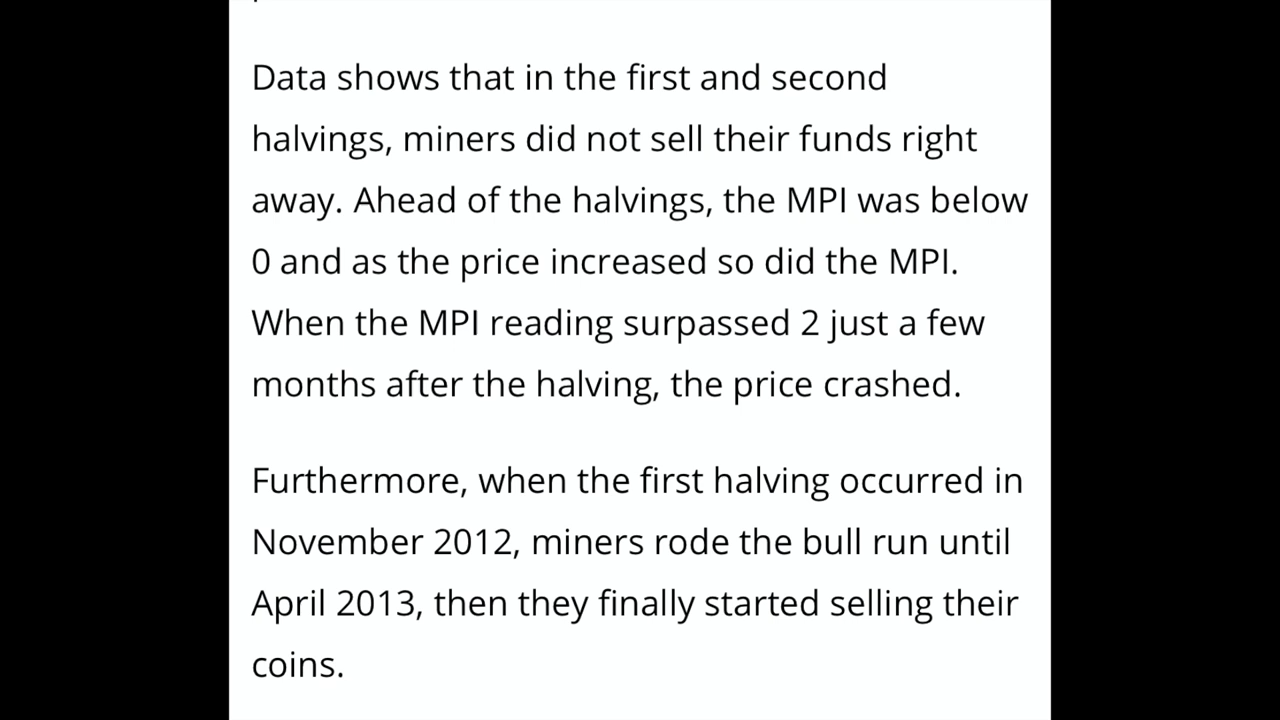 Data shows that in the first and second
halvings, miners did not sell their funds right
away. Ahead of the halvings, the MPI was below
0 and as the price increased so did the MPI.
When the MPI reading surpassed 2 just a few
months after the halving, the price crashed.
Furthermore, when the first halving occurred in
November 2012, miners rode the bull run until
April 2013, then they finally started selling their
coins.